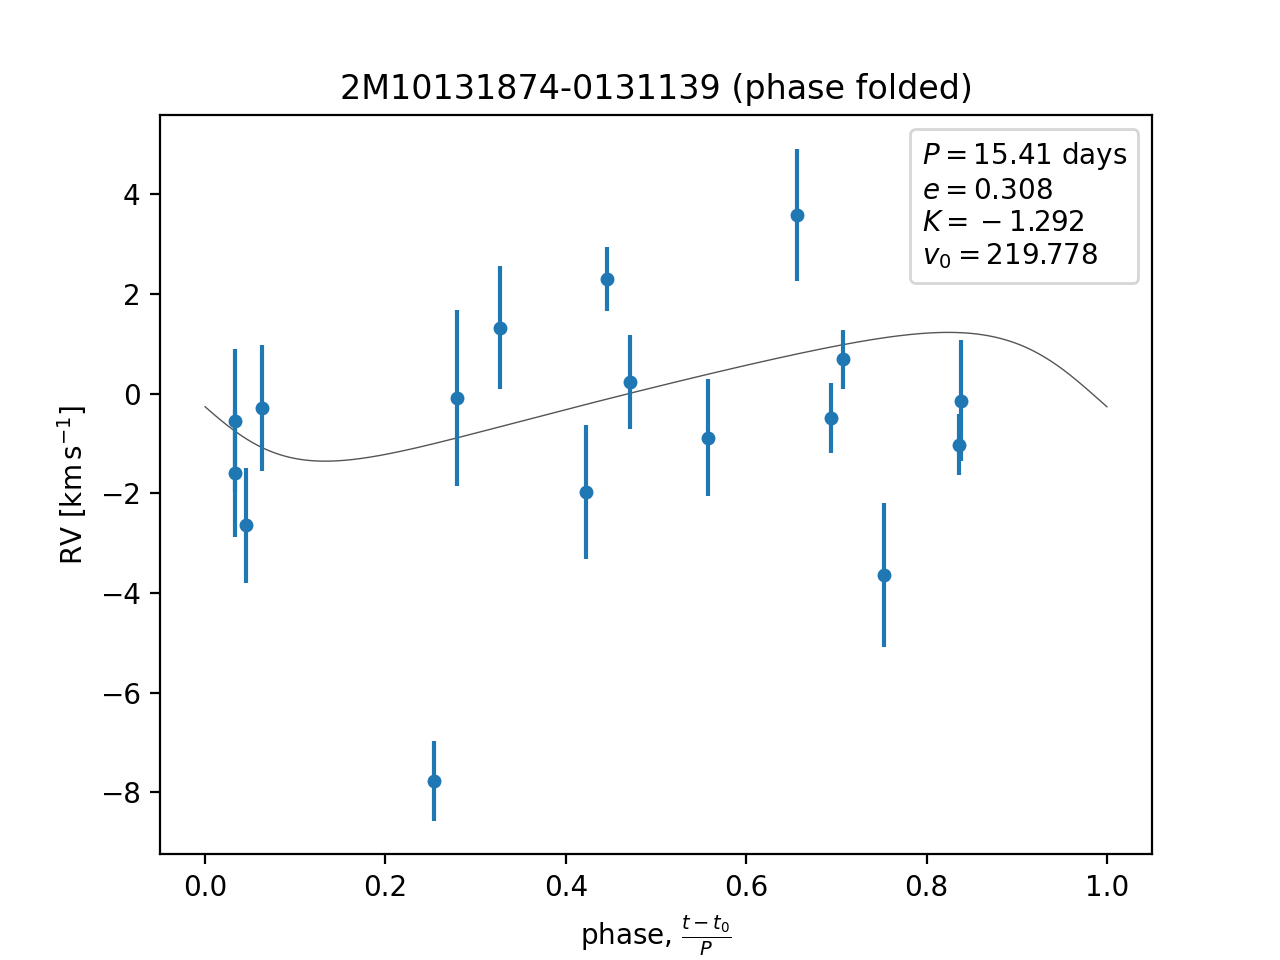 2M10131874-0131139 (phase folded)
P = 15.41 days
e = 0.308
K = −1.292
v₀ = 219.778
4
2
0
−2
−4
−6
−8
RV [km s⁻¹]
0.0 0.2 0.4 0.6 0.8 1.0
phase, (t − t₀)/P